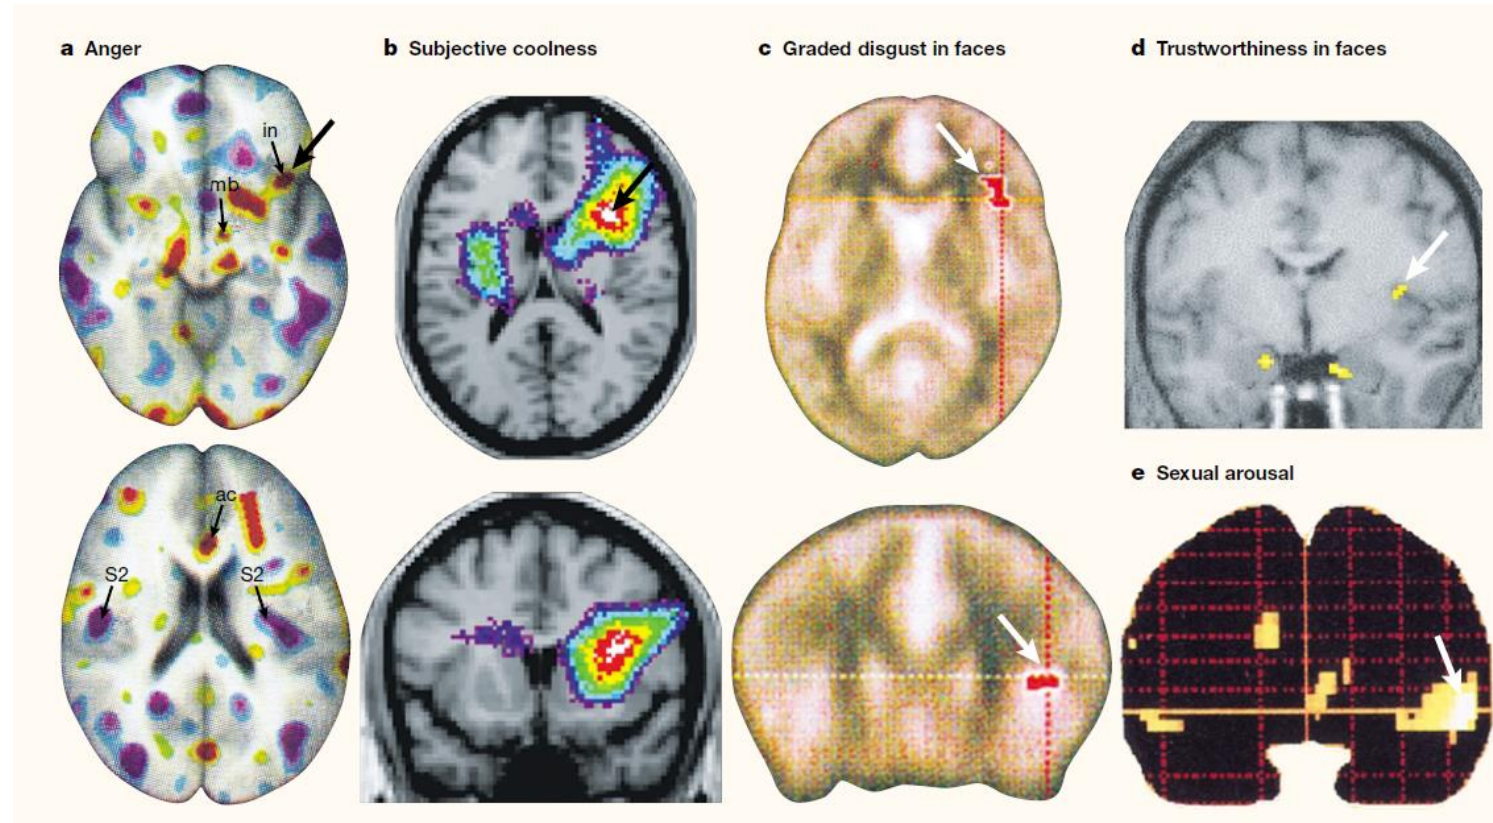 a Anger
in
mb
ac
S2 S2
b Subjective coolness
c Graded disgust in faces
d Trustworthiness in faces
e Sexual arousal